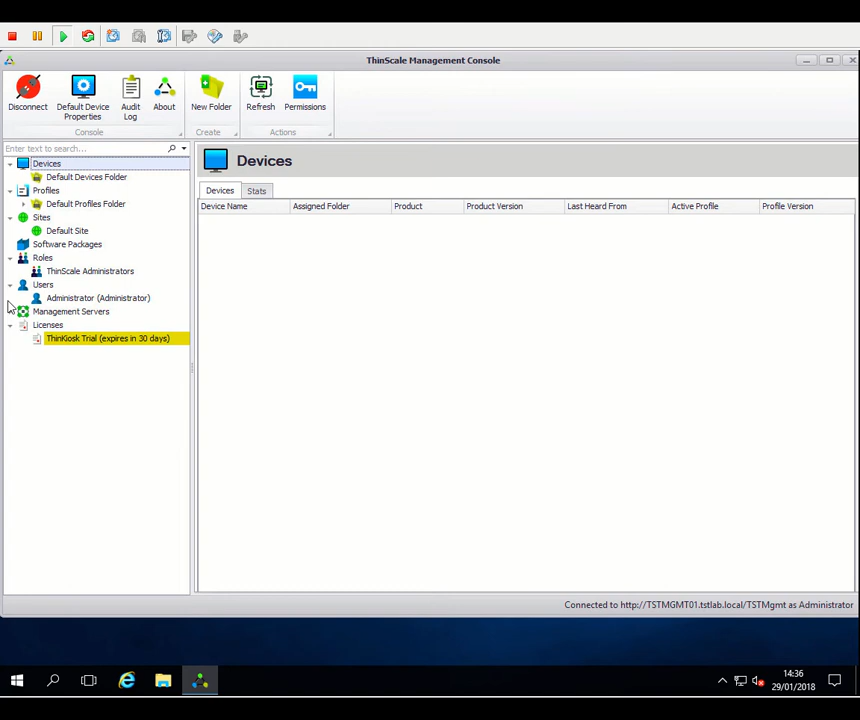 ThinScale Management Console
Disconnect
Default Device
Properties
Audit
Log
About
New Folder
Refresh
Permissions
Console
Create
Actions
Enter text to search...
Devices
Default Devices Folder
Profiles
Default Profiles Folder
Sites
Default Site
Software Packages
Roles
ThinScale Administrators
Users
Administrator (Administrator)
Management Servers
Licenses
ThinKiosk Trial (expires in 30 days)
Devices
Devices
Stats
Device Name
Assigned Folder
Product
Product Version
Last Heard From
Active Profile
Profile Version
Connected to http://TSTMGMT01.tstlab.local/TSTMgmt as Administrator
14:36
29/01/2018